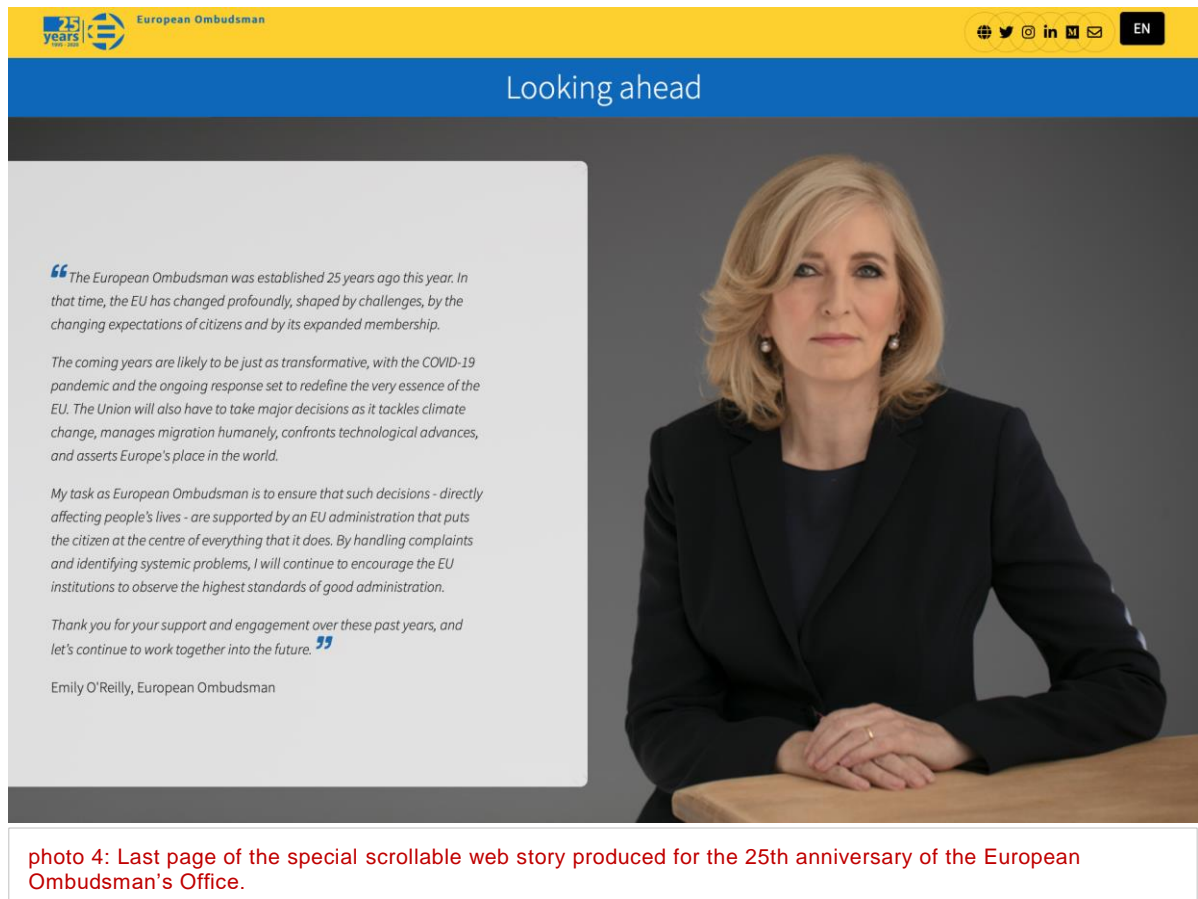 25
years
1995 - 2020
European Ombudsman
EN
Looking ahead
“The European Ombudsman was established 25 years ago this year. In
that time, the EU has changed profoundly, shaped by challenges, by the
changing expectations of citizens and by its expanded membership.
The coming years are likely to be just as transformative, with the COVID-19
pandemic and the ongoing response set to redefine the very essence of the
EU. The Union will also have to take major decisions as it tackles climate
change, manages migration humanely, confronts technological advances,
and asserts Europe's place in the world.
My task as European Ombudsman is to ensure that such decisions - directly
affecting people's lives - are supported by an EU administration that puts
the citizen at the centre of everything that it does. By handling complaints
and identifying systemic problems, I will continue to encourage the EU
institutions to observe the highest standards of good administration.
Thank you for your support and engagement over these past years, and
let's continue to work together into the future. ”
Emily O'Reilly, European Ombudsman
photo 4: Last page of the special scrollable web story produced for the 25th anniversary of the European
Ombudsman’s Office.